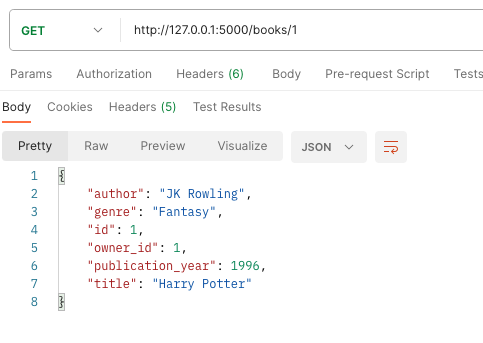 GET http://127.0.0.1:5000/books/1
Params Authorization Headers (6) Body Pre-request Script Tests
Body Cookies Headers (5) Test Results
Pretty Raw Preview Visualize JSON
1 {
2 "author": "JK Rowling",
3 "genre": "Fantasy",
4 "id": 1,
5 "owner_id": 1,
6 "publication_year": 1996,
7 "title": "Harry Potter"
8 }